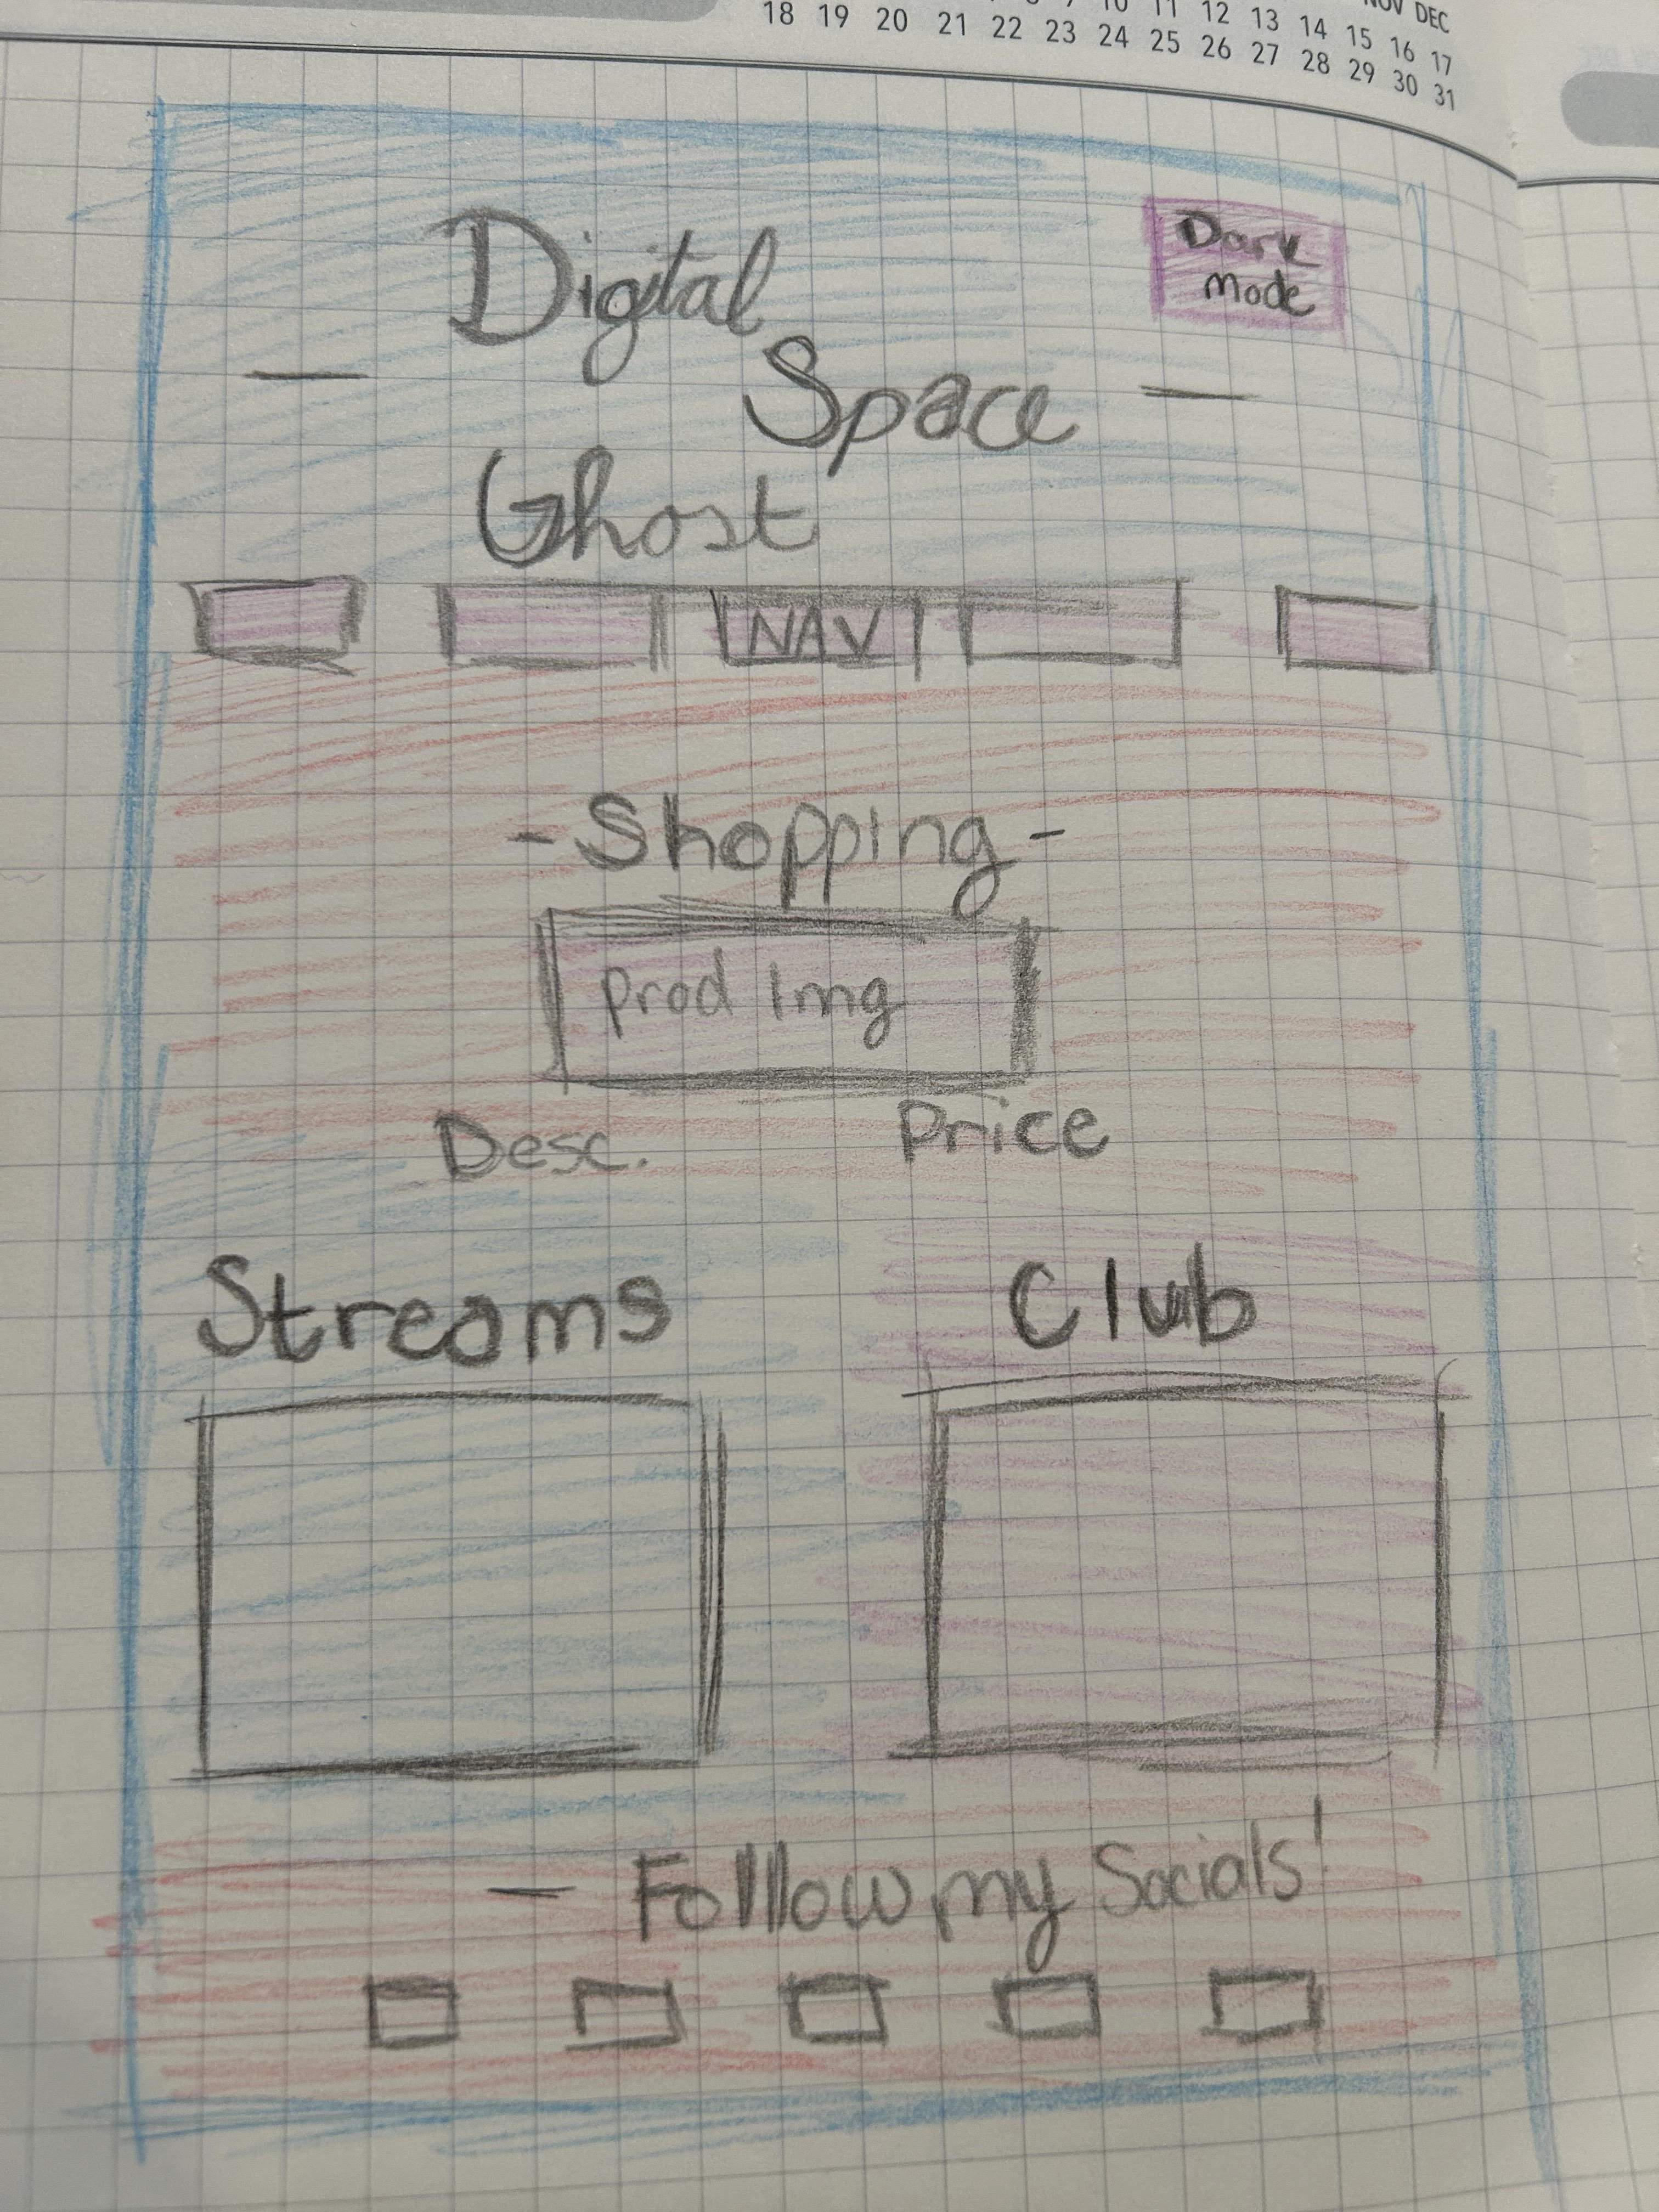 NOV DEC
10 11 12 13 14 15 16 17
18 19 20 21 22 23 24 25 26 27 28 29 30 31
Dark
mode
Digital
— Space —
Ghost
NAV
- Shopping -
prod Img
Desc. Price
Streams Club
— Folllow my Socials!